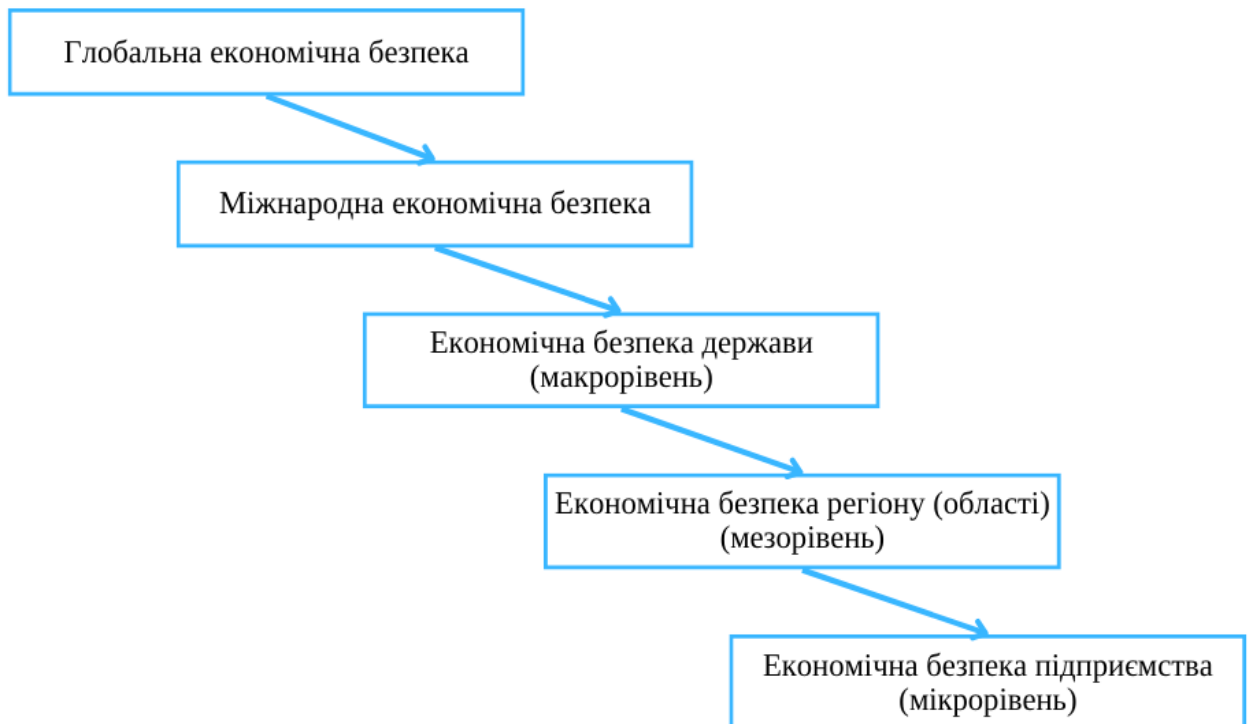 Глобальна економічна безпека
Міжнародна економічна безпека
Економічна безпека держави
(макрорівень)
Економічна безпека регіону (області)
(мезорівень)
Економічна безпека підприємства
(мікрорівень)